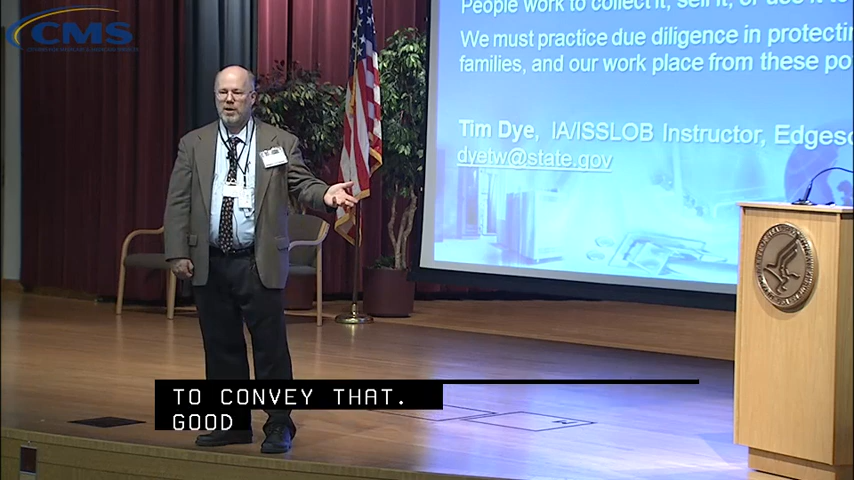 CMS
People work to collect it, sell it, or use it to
We must practice due diligence in protectin
families, and our work place from these po
Tim Dye, IA/ISSLOB Instructor, Edgesc
dyetw@state.gov
TO CONVEY THAT.
GOOD